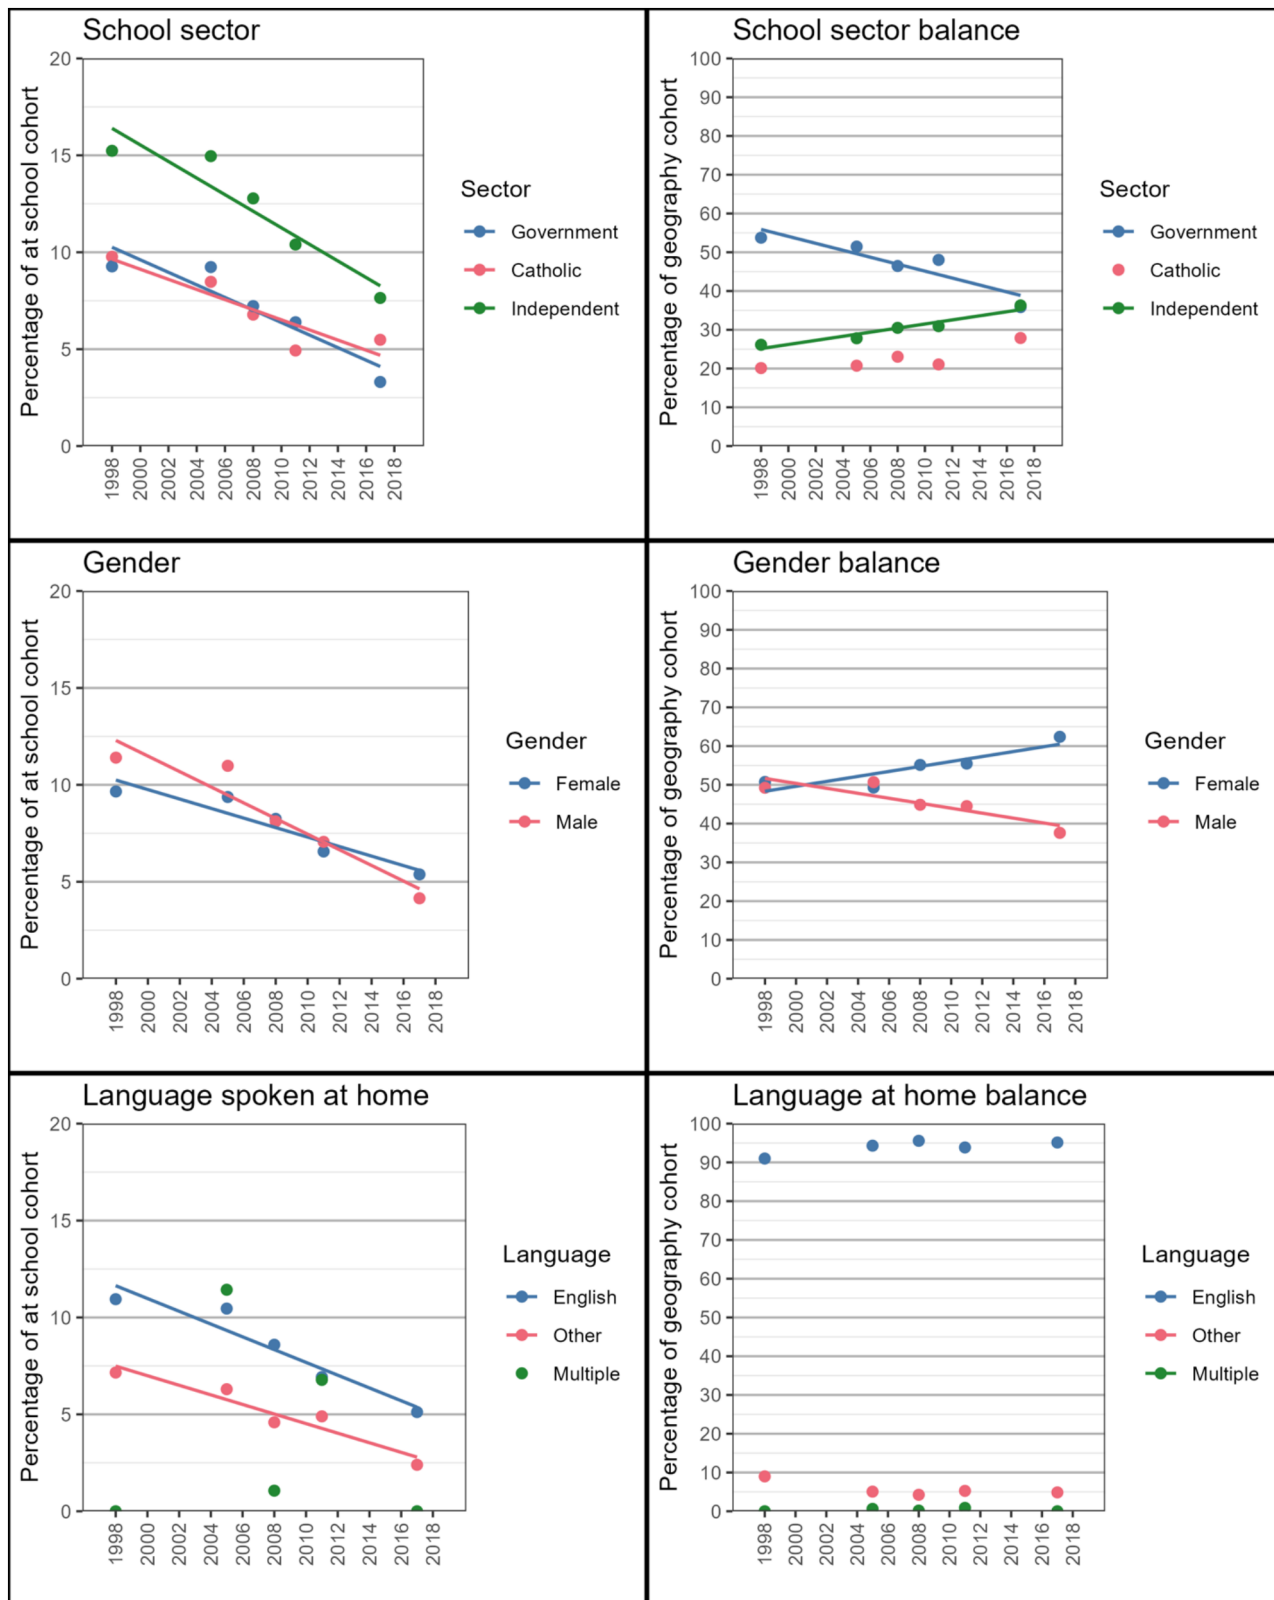 School sector
Percentage of at school cohort
20
15
10
5
0
1998 2000 2002 2004 2006 2008 2010 2012 2014 2016 2018
Sector
Government
Catholic
Independent
School sector balance
Percentage of geography cohort
100
90
80
70
60
50
40
30
20
10
0
1998 2000 2002 2004 2006 2008 2010 2012 2014 2016 2018
Sector
Government
Catholic
Independent
Gender
Percentage of at school cohort
20
15
10
5
0
1998 2000 2002 2004 2006 2008 2010 2012 2014 2016 2018
Gender
Female
Male
Gender balance
Percentage of geography cohort
100
90
80
70
60
50
40
30
20
10
0
1998 2000 2002 2004 2006 2008 2010 2012 2014 2016 2018
Gender
Female
Male
Language spoken at home
Percentage of at school cohort
20
15
10
5
0
1998 2000 2002 2004 2006 2008 2010 2012 2014 2016 2018
Language
English
Other
Multiple
Language at home balance
Percentage of geography cohort
100
90
80
70
60
50
40
30
20
10
0
1998 2000 2002 2004 2006 2008 2010 2012 2014 2016 2018
Language
English
Other
Multiple